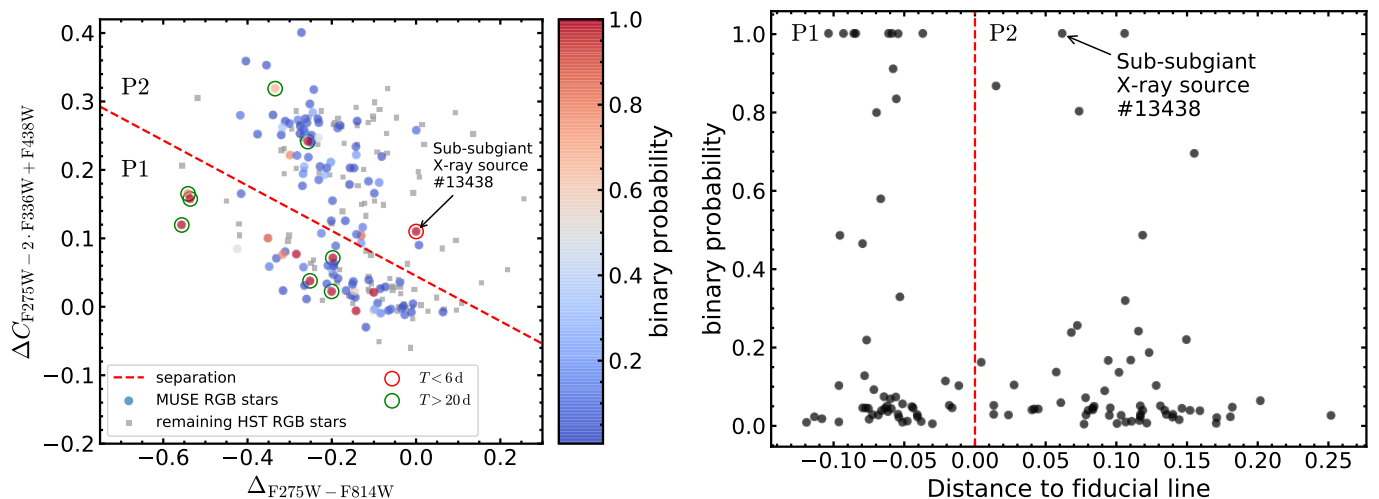 0.4
0.3
0.2
0.1
0.0
−0.1
−0.2
ΔC_F275W − 2 · F336W + F438W
P2
P1
Sub-subgiant
X-ray source
#13438
separation
MUSE RGB stars
remaining HST RGB stars
T < 6 d
T > 20 d
−0.6 −0.4 −0.2 0.0
Δ_F275W − F814W
1.0
0.8
0.6
0.4
0.2
binary probability
binary probability
1.0
0.8
0.6
0.4
0.2
0.0
P1 P2
Sub-subgiant
X-ray source
#13438
−0.10 −0.05 0.00 0.05 0.10 0.15 0.20 0.25
Distance to fiducial line